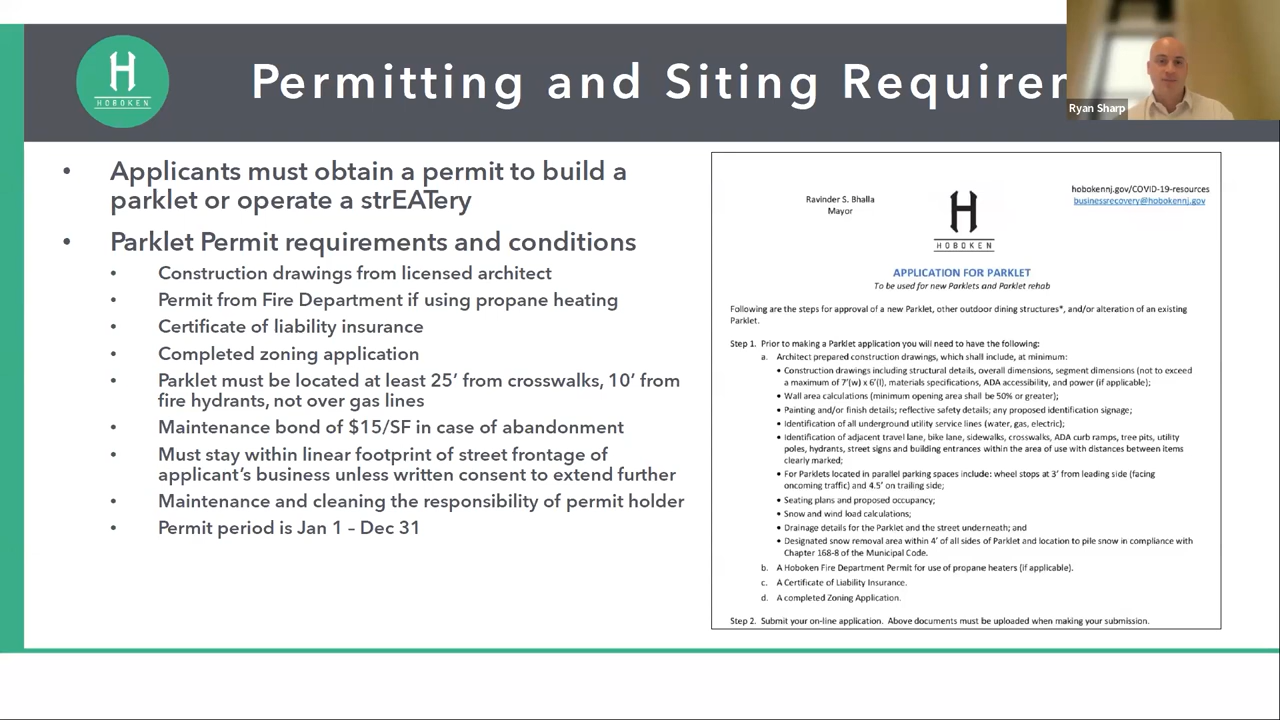 H
HOBOKEN
Permitting and Siting Requirem
Ryan Sharp
• Applicants must obtain a permit to build a
parklet or operate a strEATery
• Parklet Permit requirements and conditions
• Construction drawings from licensed architect
• Permit from Fire Department if using propane heating
• Certificate of liability insurance
• Completed zoning application
• Parklet must be located at least 25’ from crosswalks, 10’ from
fire hydrants, not over gas lines
• Maintenance bond of $15/SF in case of abandonment
• Must stay within linear footprint of street frontage of
applicant’s business unless written consent to extend further
• Maintenance and cleaning the responsibility of permit holder
• Permit period is Jan 1 – Dec 31
Ravinder S. Bhalla
Mayor
H
HOBOKEN
hobokennj.gov/COVID-19-resources
businessrecovery@hobokennj.gov
APPLICATION FOR PARKLET
To be used for new Parklets and Parklet rehab
Following are the steps for approval of a new Parklet, other outdoor dining structures*, and/or alteration of an existing
Parklet.
Step 1. Prior to making a Parklet application you will need to have the following:
a. Architect prepared construction drawings, which shall include, at minimum:
• Construction drawings including structural details, overall dimensions, segment dimensions (not to exceed
a maximum of 7’(w) x 6’(l), materials specifications, ADA accessibility, and power (if applicable);
• Wall area calculations (minimum opening area shall be 50% or greater);
• Painting and/or finish details; reflective safety details; any proposed identification signage;
• Identification of all underground utility service lines (water, gas, electric);
• Identification of adjacent travel lane, bike lane, sidewalks, crosswalks, ADA curb ramps, tree pits, utility
poles, hydrants, street signs and building entrances within the area of use with distances between items
clearly marked;
• For Parklets located in parallel parking spaces include: wheel stops at 3’ from leading side (facing
oncoming traffic) and 4.5’ on trailing side;
• Seating plans and proposed occupancy;
• Snow and wind load calculations;
• Drainage details for the Parklet and the street underneath; and
• Designated snow removal area within 4’ of all sides of Parklet and location to pile snow in compliance with
Chapter 168-8 of the Municipal Code.
b. A Hoboken Fire Department Permit for use of propane heaters (if applicable).
c. A Certificate of Liability Insurance.
d. A completed Zoning Application.
Step 2. Submit your on-line application. Above documents must be uploaded when making your submission.